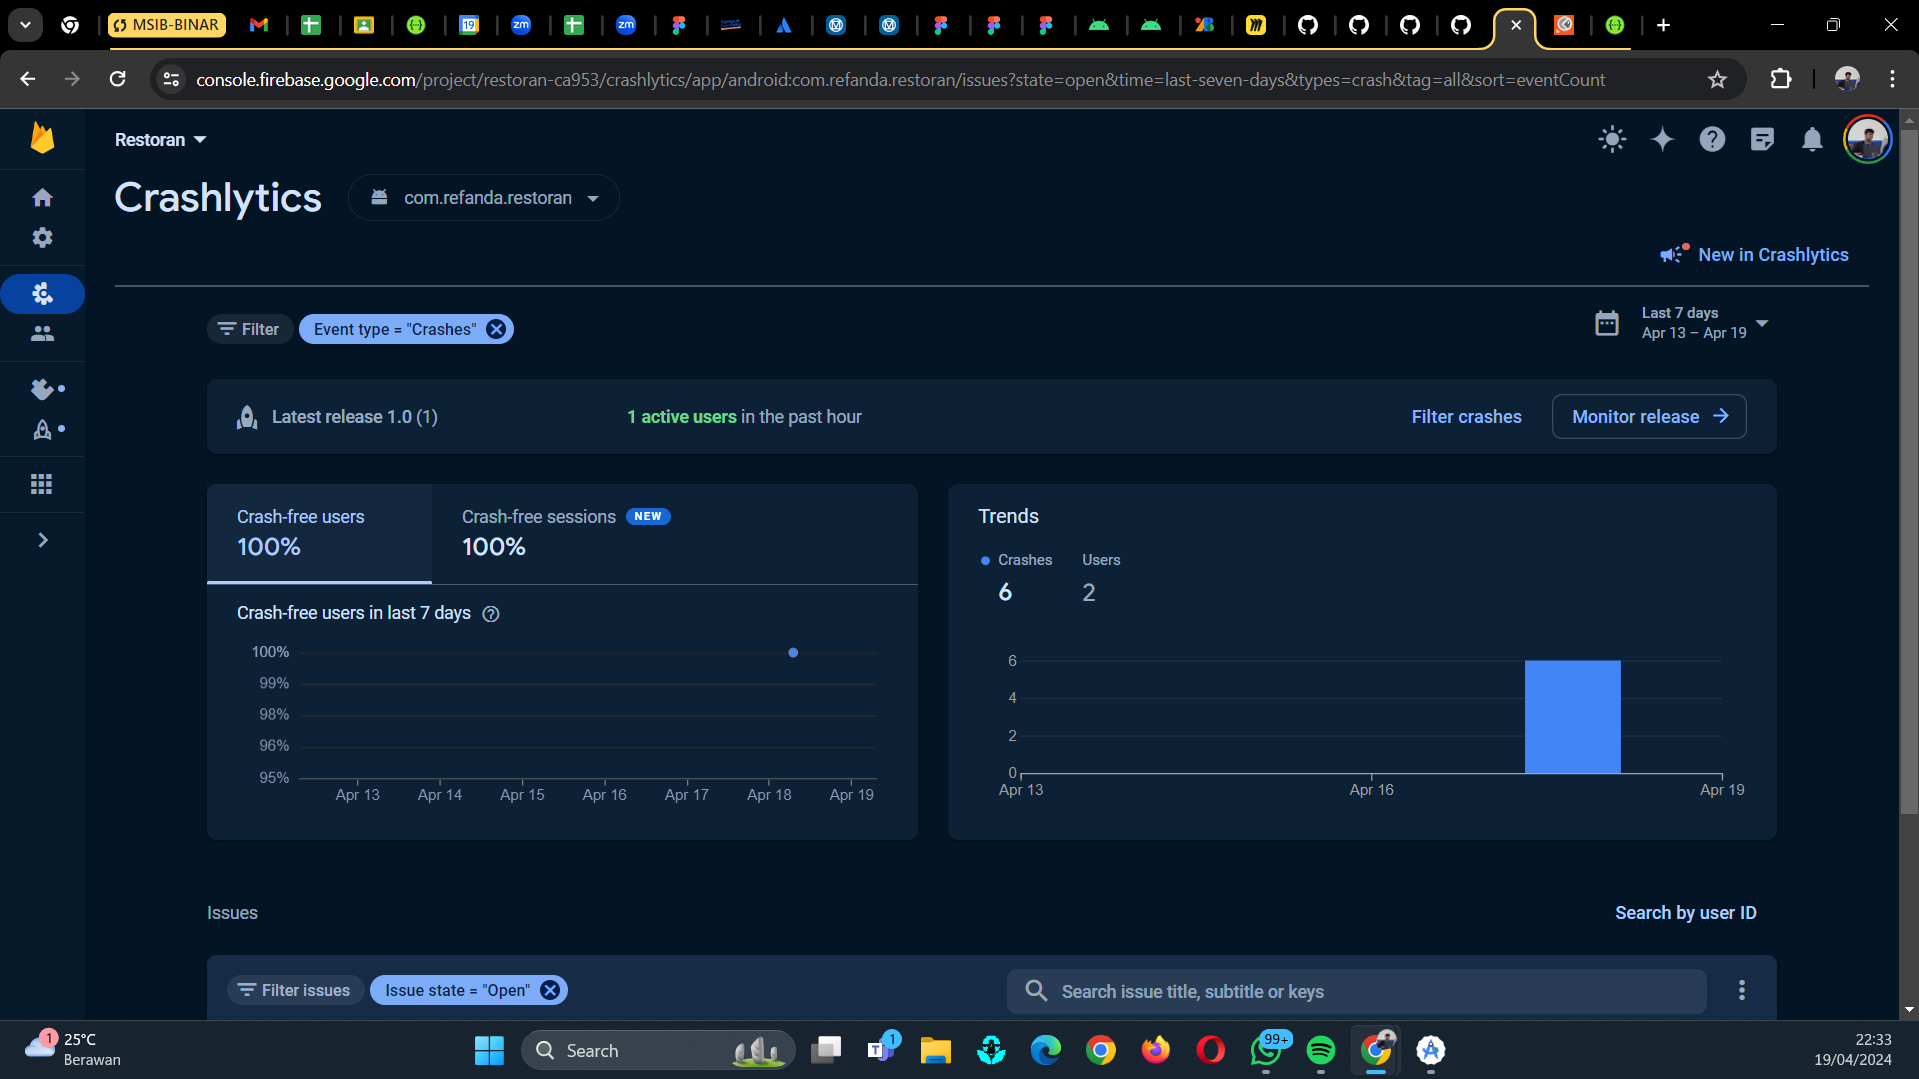 MSIB-BINAR
19
zm
zm
console.firebase.google.com/project/restoran-ca953/crashlytics/app/android:com.refanda.restoran/issues?state=open&time=last-seven-days&types=crash&tag=all&sort=eventCount
Restoran
Crashlytics
com.refanda.restoran
New in Crashlytics
Filter
Event type = "Crashes"
Last 7 days
Apr 13 – Apr 19
Latest release 1.0 (1)
1 active users in the past hour
Filter crashes
Monitor release
Crash-free users
100%
Crash-free sessions NEW
100%
Crash-free users in last 7 days
100%
99%
98%
96%
95%
Apr 13 Apr 14 Apr 15 Apr 16 Apr 17 Apr 18 Apr 19
Trends
Crashes Users
6 2
6
4
2
0
Apr 13 Apr 16 Apr 19
Issues
Search by user ID
Filter issues
Issue state = "Open"
Search issue title, subtitle or keys
1
25°C
Berawan
Search
1
99+
22:33
19/04/2024